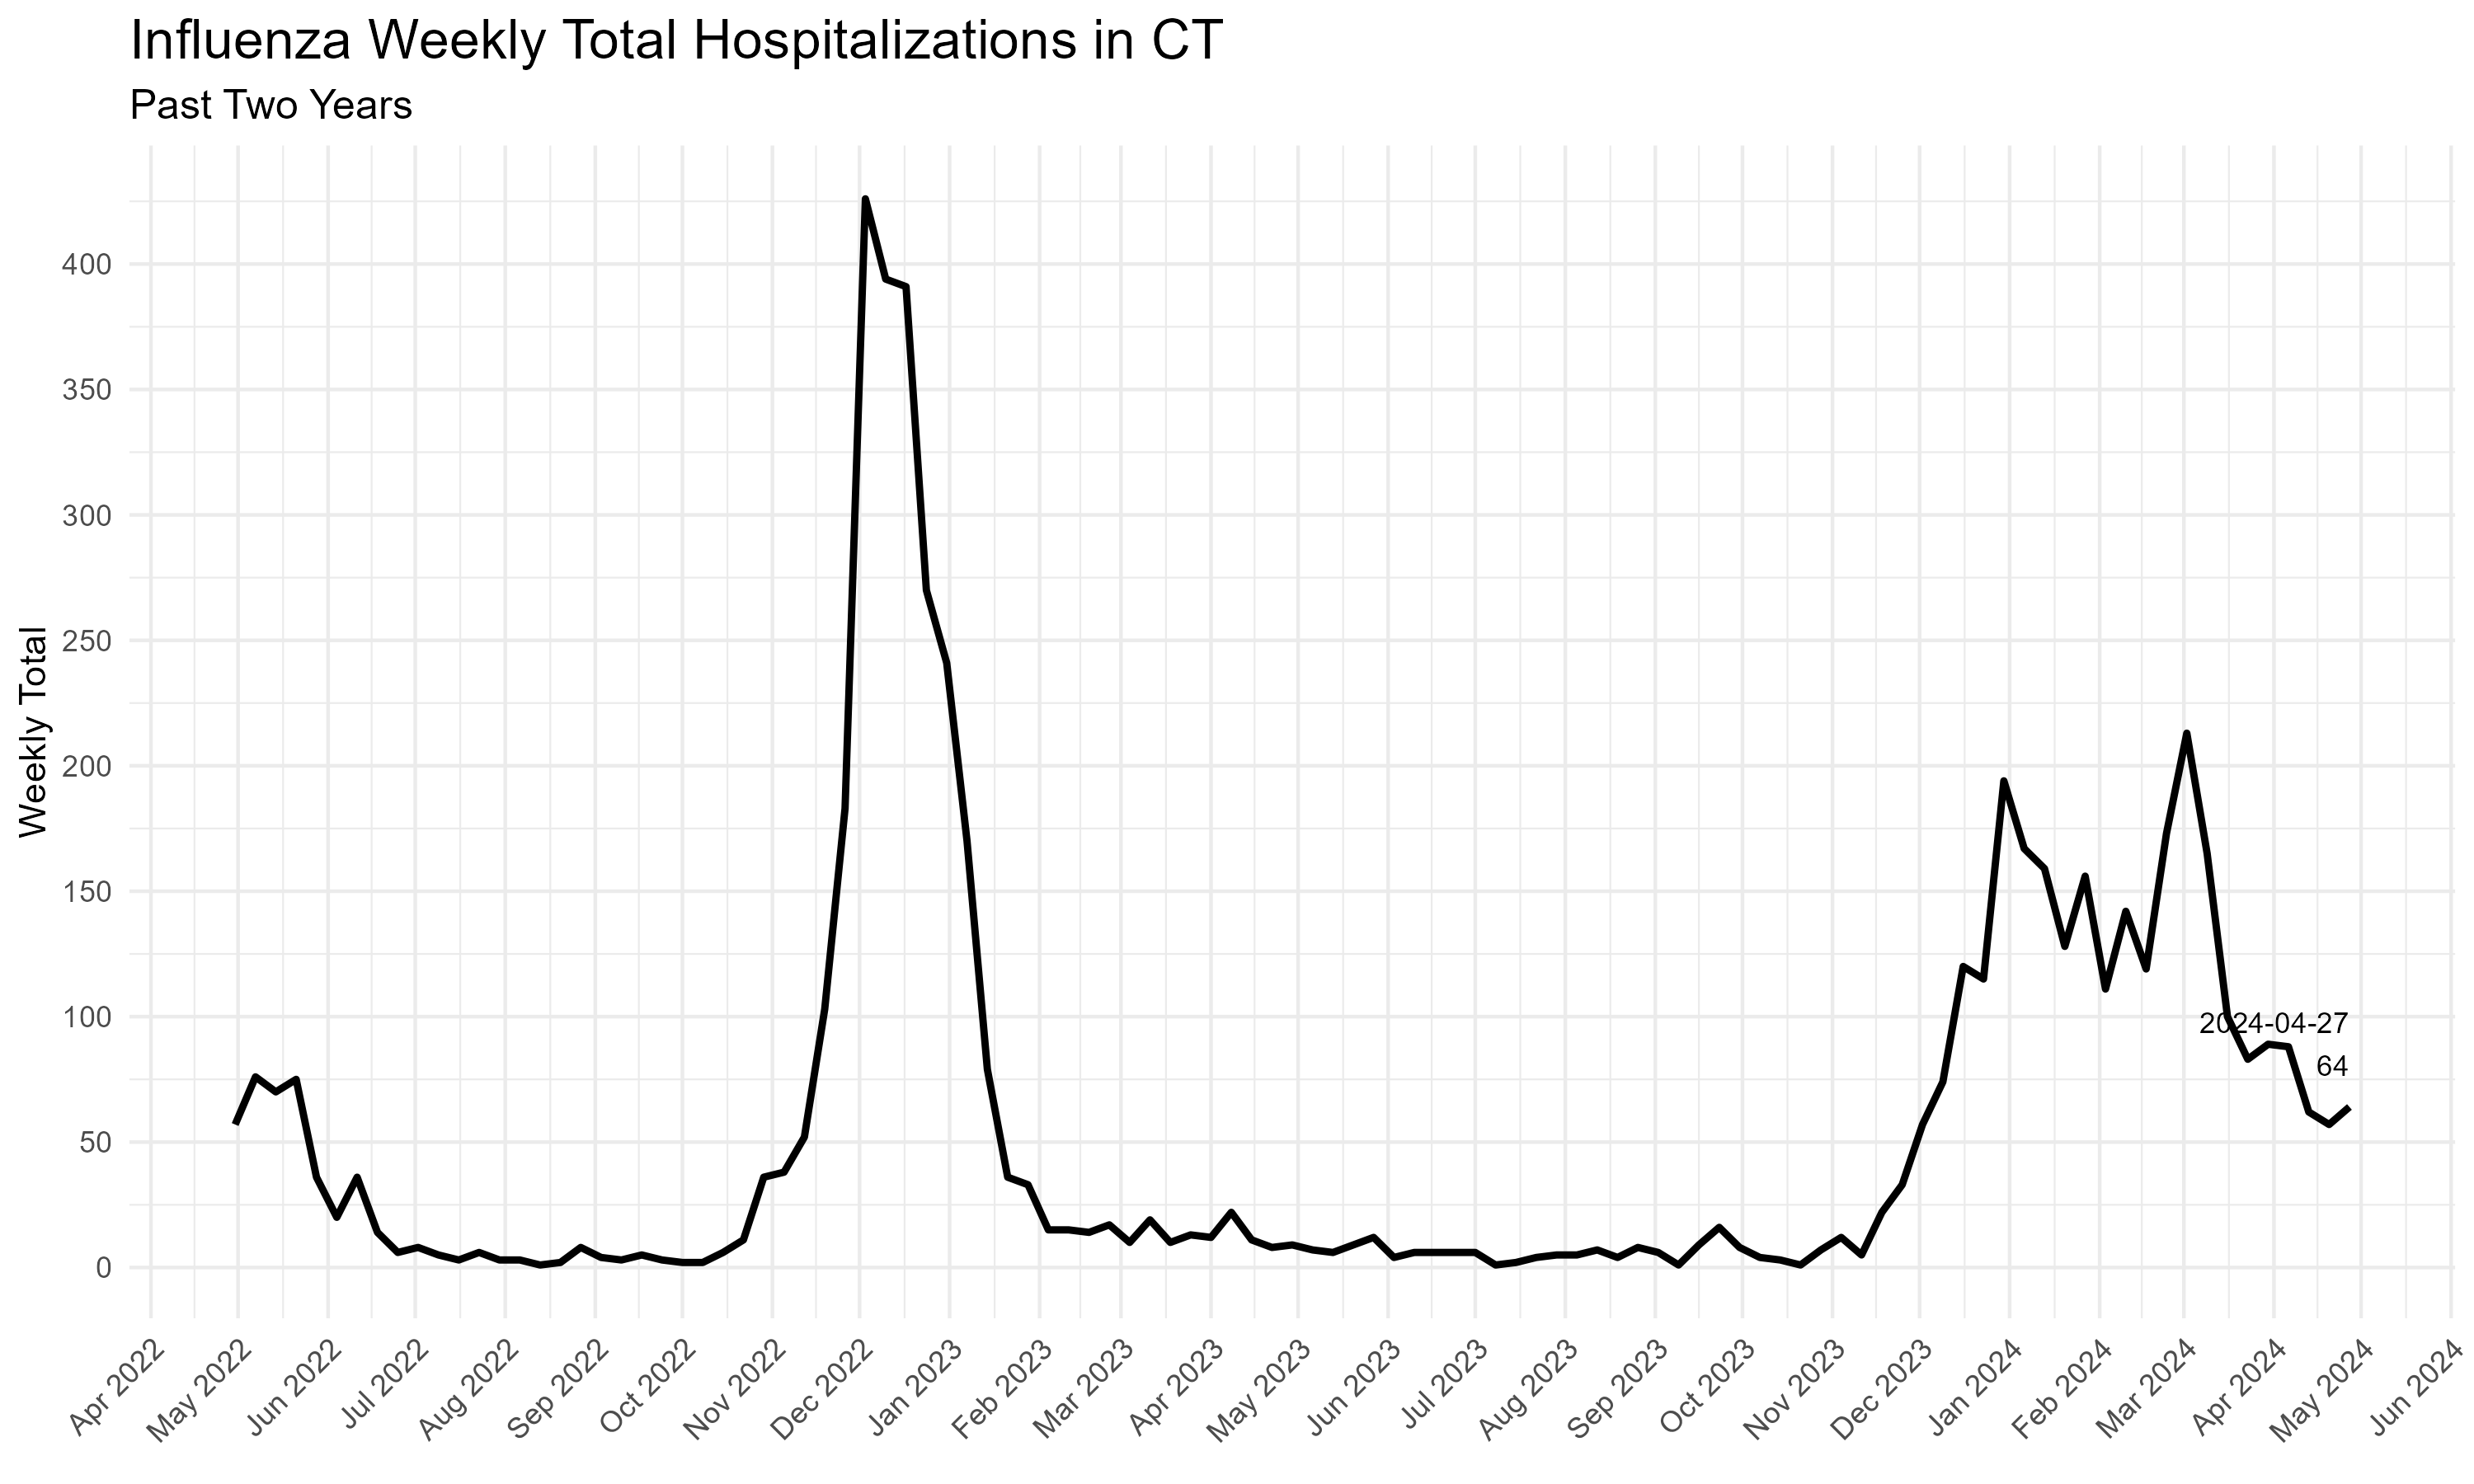 Influenza Weekly Total Hospitalizations in CT
Past Two Years
Weekly Total
400
350
300
250
200
150
100
50
0
2024-04-27
64
Apr 2022
May 2022
Jun 2022
Jul 2022
Aug 2022
Sep 2022
Oct 2022
Nov 2022
Dec 2022
Jan 2023
Feb 2023
Mar 2023
Apr 2023
May 2023
Jun 2023
Jul 2023
Aug 2023
Sep 2023
Oct 2023
Nov 2023
Dec 2023
Jan 2024
Feb 2024
Mar 2024
Apr 2024
May 2024
Jun 2024